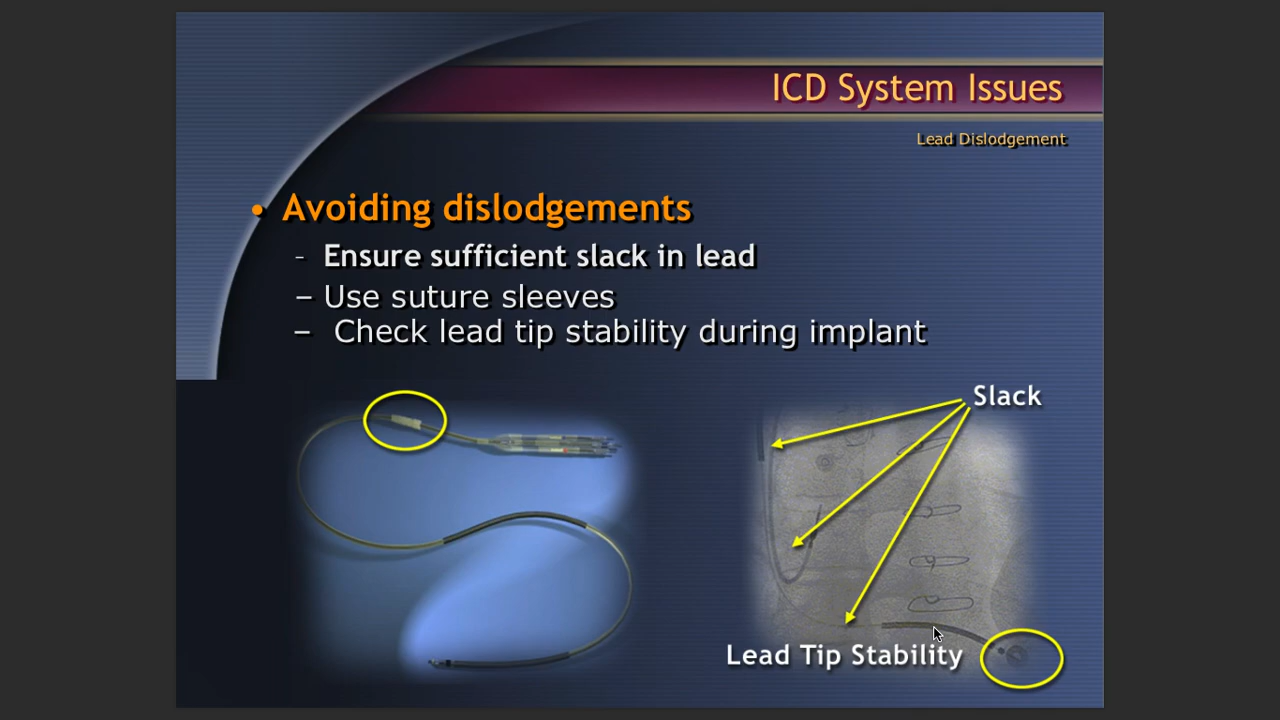 ICD System Issues
Lead Dislodgement
• Avoiding dislodgements
- Ensure sufficient slack in lead
– Use suture sleeves
– Check lead tip stability during implant
Slack
Lead Tip Stability